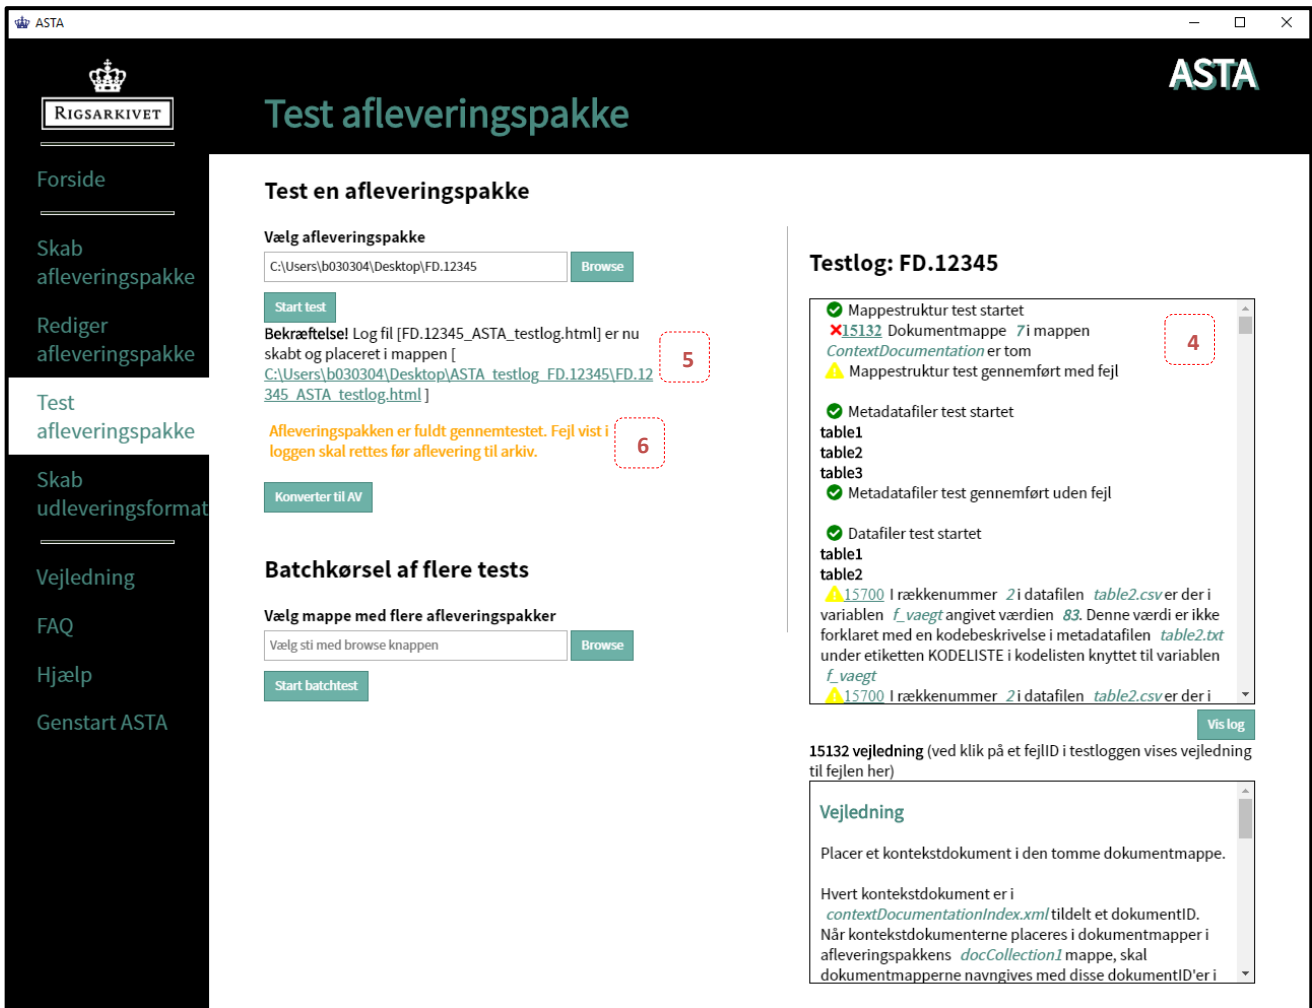 ASTA
RIGSARKIVET
ASTA
Test afleveringspakke
Forside
Skab
afleveringspakke
Rediger
afleveringspakke
Test
afleveringspakke
Skab
udleveringsformat
Vejledning
FAQ
Hjælp
Genstart ASTA
Test en afleveringspakke
Vælg afleveringspakke
C:\Users\b030304\Desktop\FD.12345
Browse
Start test
Bekræftelse! Log fil [FD.12345_ASTA_testlog.html] er nu
skabt og placeret i mappen [
C:\Users\b030304\Desktop\ASTA_testlog_FD.12345\FD.12
345_ASTA_testlog.html ]
5
Afleveringspakken er fuldt gennemtestet. Fejl vist i
loggen skal rettes før aflevering til arkiv.
6
Konverter til AV
Batchkørsel af flere tests
Vælg mappe med flere afleveringspakker
Vælg sti med browse knappen
Browse
Start batchtest
Testlog: FD.12345
Mappestruktur test startet
15132 Dokumentmappe 7 i mappen
ContextDocumentation er tom
Mappestruktur test gennemført med fejl
4
Metadatafiler test startet
table1
table2
table3
Metadatafiler test gennemført uden fejl
Datafiler test startet
table1
table2
15700 I rækkenummer 2 i datafilen table2.csv er der i
variablen f_vaegt angivet værdien 83. Denne værdi er ikke
forklaret med en kodebeskrivelse i metadatafilen table2.txt
under etiketten KODELISTE i kodelisten knyttet til variablen
f_vaegt
15700 I rækkenummer 2 i datafilen table2.csv er der i
Vis log
15132 vejledning (ved klik på et fejlID i testloggen vises vejledning
til fejlen her)
Vejledning
Placer et kontekstdokument i den tomme dokumentmappe.
Hvert kontekstdokument er i
contextDocumentationIndex.xml tildelt et dokumentID.
Når kontekstdokumenterne placeres i dokumentmapper i
afleveringspakkens docCollection1 mappe, skal
dokumentmapperne navngives med disse dokumentID'er i